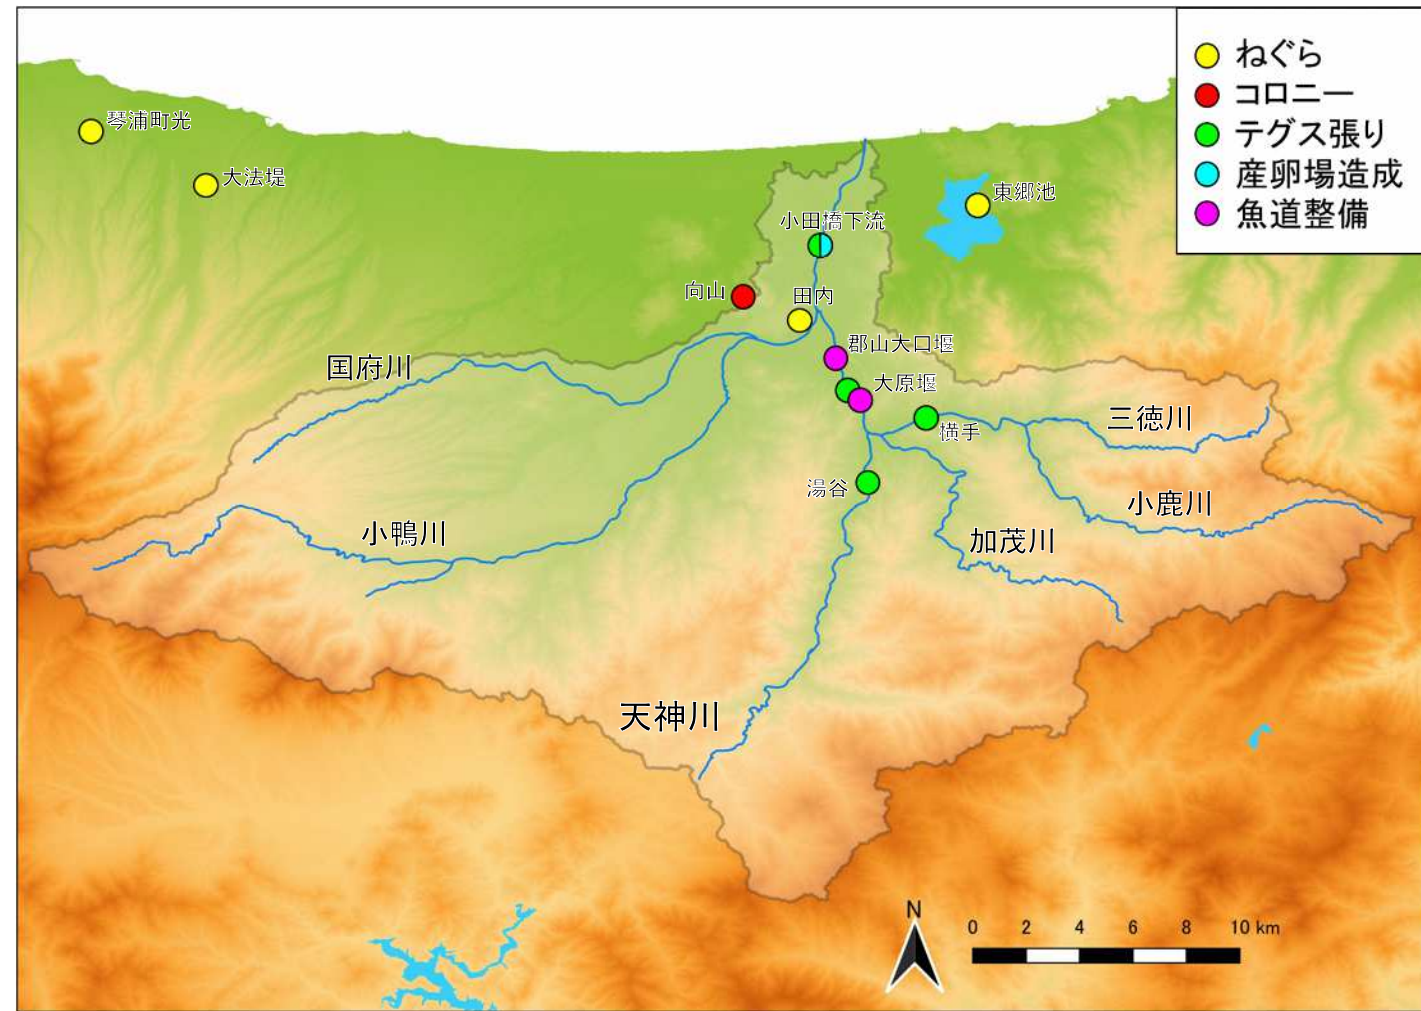 ねぐら
コロニー
テグス張り
産卵場造成
魚道整備
琴浦町光
大法堤
東郷池
小田橋下流
向山
田内
郡山大口堰
国府川
大原堰
三徳川
横手
湯谷
小鹿川
小鴨川
加茂川
天神川
N
0 2 4 6 8 10 km